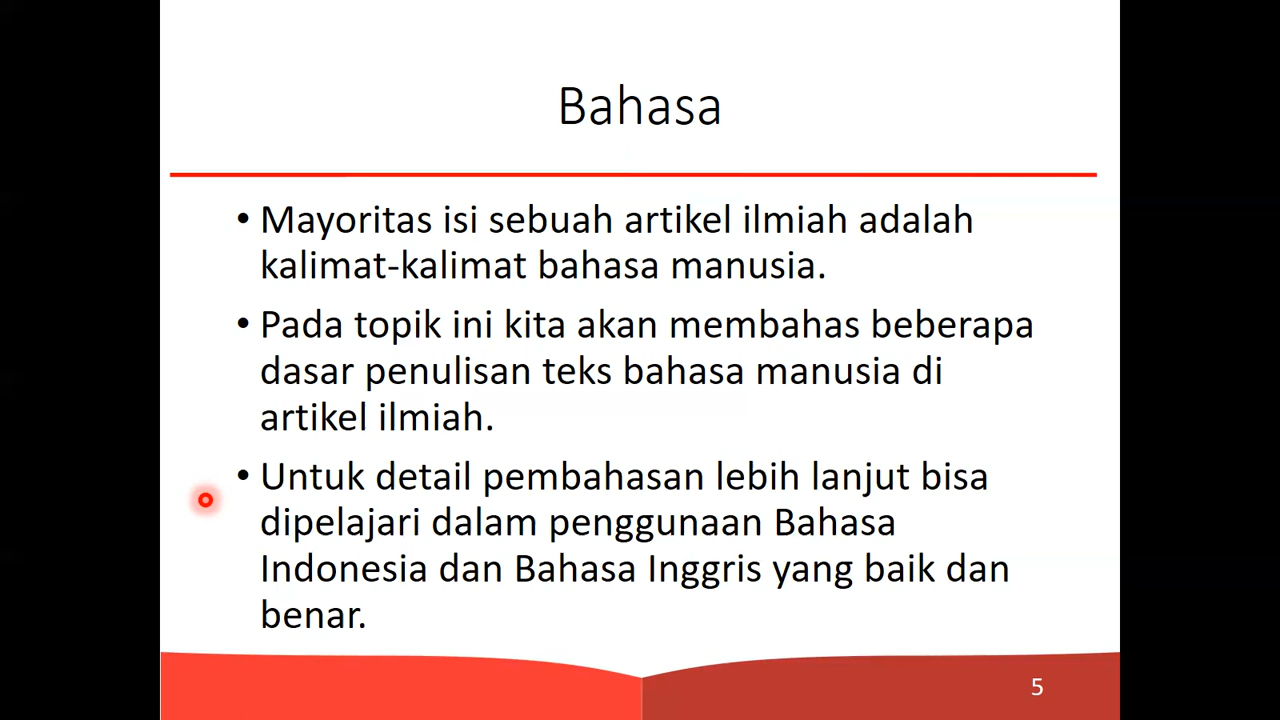 Bahasa
• Mayoritas isi sebuah artikel ilmiah adalah
kalimat-kalimat bahasa manusia.
• Pada topik ini kita akan membahas beberapa
dasar penulisan teks bahasa manusia di
artikel ilmiah.
• Untuk detail pembahasan lebih lanjut bisa
dipelajari dalam penggunaan Bahasa
Indonesia dan Bahasa Inggris yang baik dan
benar.
5